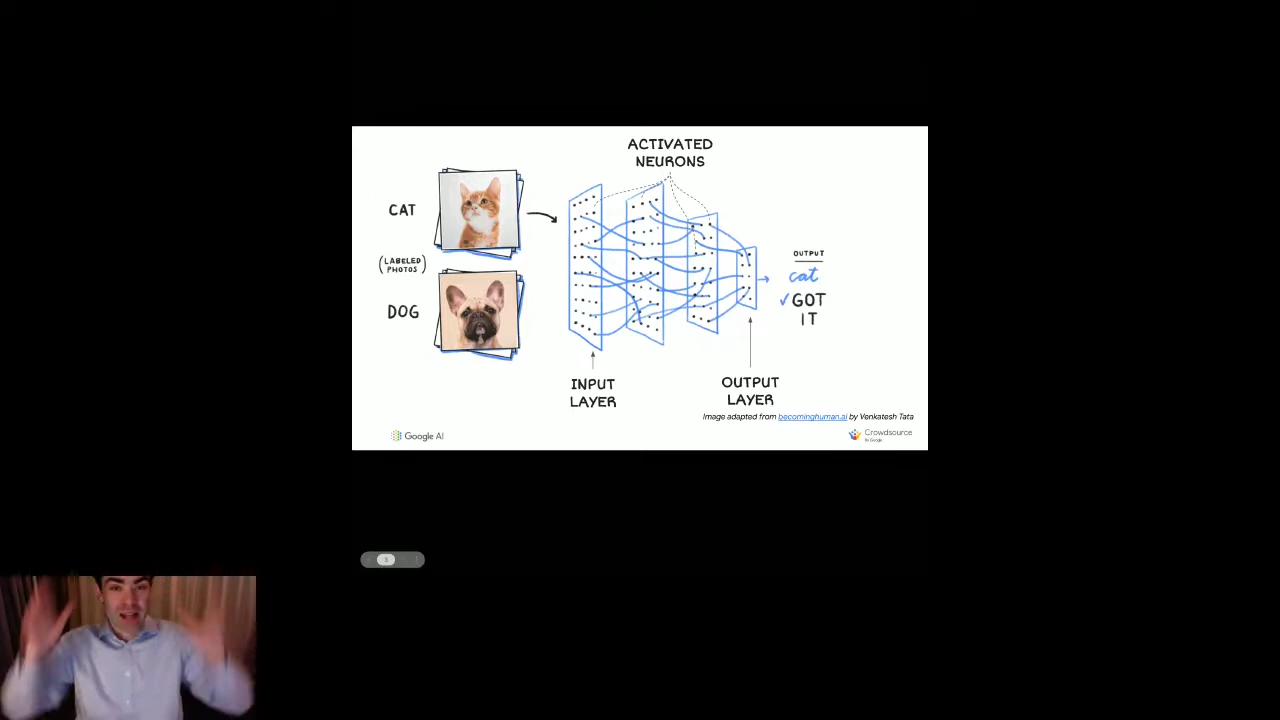 ACTIVATED
NEURONS
CAT
(LABELED
PHOTOS)
DOG
OUTPUT
cat
✓GOT
IT
INPUT
LAYER
OUTPUT
LAYER
Image adapted from becominghuman.ai by Venkatesh Tata
Google AI
Crowdsource
By Google